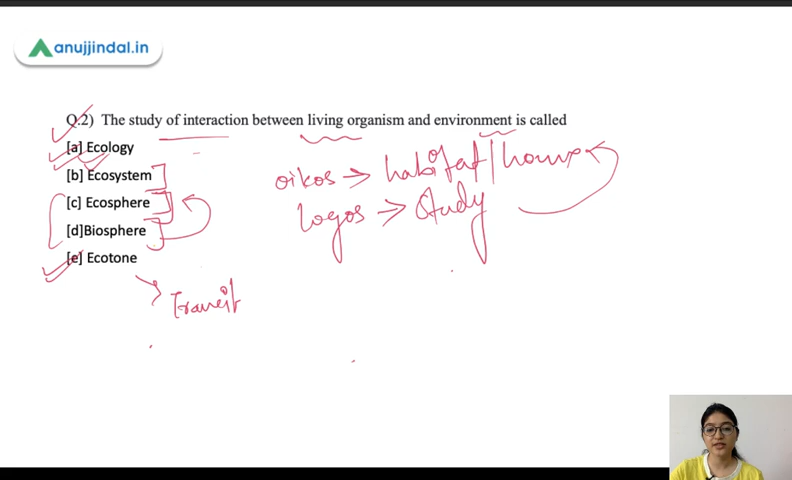 anujjindal.in
Q.2) The study of interaction between living organism and environment is called
[a] Ecology
[b] Ecosystem
[c] Ecosphere
[d]Biosphere
[e] Ecotone
oikos → habitat/home
logos → study
Transit